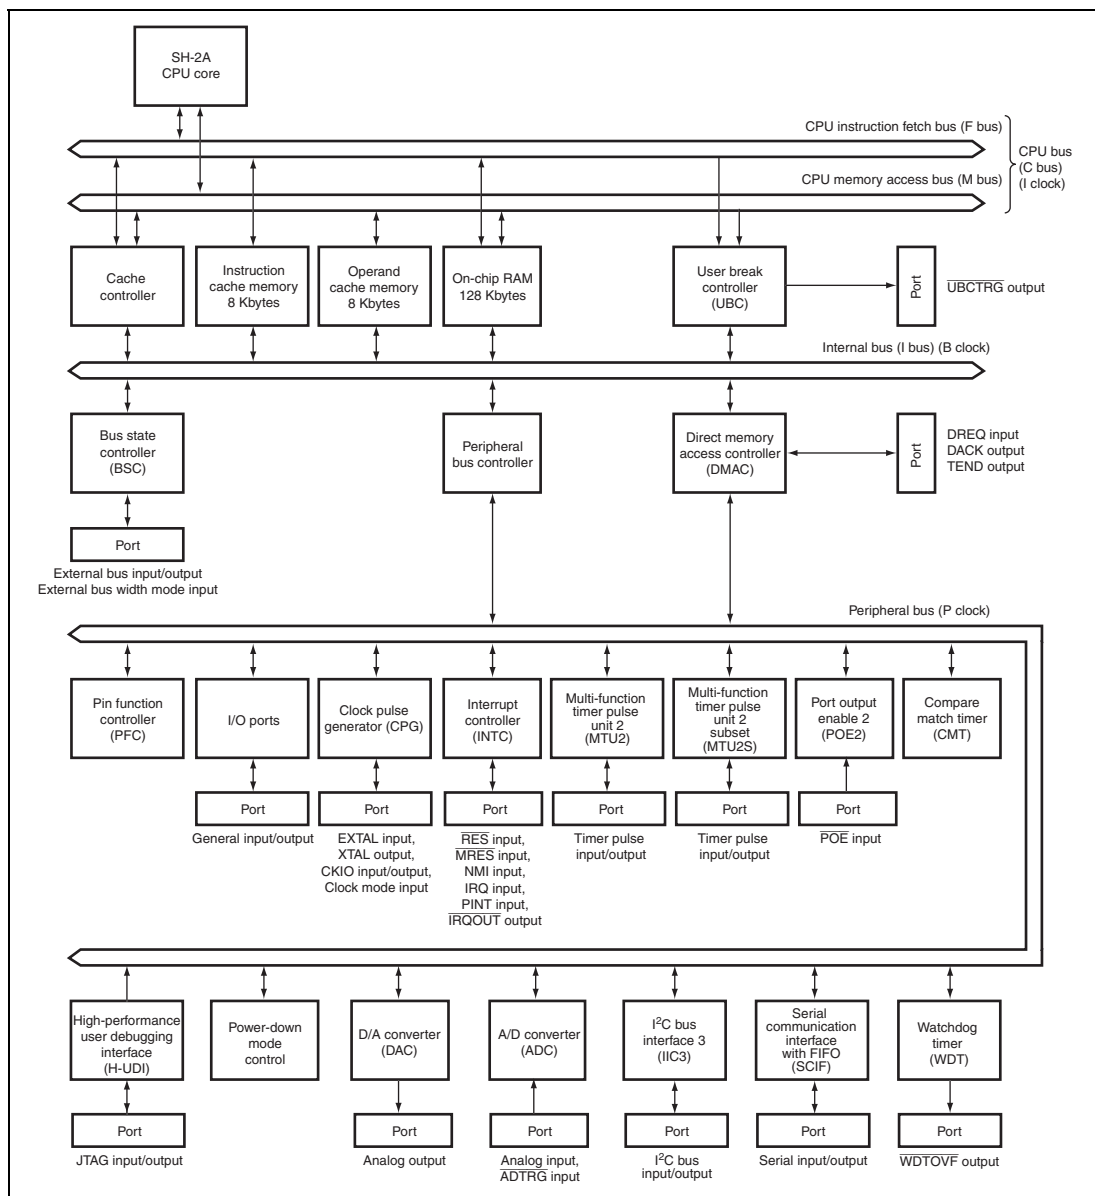 SH-2A
CPU core
CPU instruction fetch bus (F bus)
CPU bus
(C bus)
(I clock)
CPU memory access bus (M bus)
Cache
controller
Instruction
cache memory
8 Kbytes
Operand
cache memory
8 Kbytes
On-chip RAM
128 Kbytes
User break
controller
(UBC)
Port
UBCTRG output
Internal bus (I bus) (B clock)
Bus state
controller
(BSC)
Peripheral
bus controller
Direct memory
access controller
(DMAC)
Port
DREQ input
DACK output
TEND output
Port
External bus input/output
External bus width mode input
Peripheral bus (P clock)
Pin function
controller
(PFC)
I/O ports
Clock pulse
generator (CPG)
Interrupt
controller
(INTC)
Multi-function
timer pulse
unit 2
(MTU2)
Multi-function
timer pulse
unit 2
subset
(MTU2S)
Port output
enable 2
(POE2)
Compare
match timer
(CMT)
Port
General input/output
Port
EXTAL input,
XTAL output,
CKIO input/output,
Clock mode input
Port
RES input,
MRES input,
NMI input,
IRQ input,
PINT input,
IRQOUT output
Port
Timer pulse
input/output
Port
Timer pulse
input/output
Port
POE input
High-performance
user debugging
interface
(H-UDI)
Power-down
mode
control
D/A converter
(DAC)
A/D converter
(ADC)
I²C bus
interface 3
(IIC3)
Serial
communication
interface
with FIFO
(SCIF)
Watchdog
timer
(WDT)
Port
JTAG input/output
Port
Analog output
Port
Analog input,
ADTRG input
Port
I²C bus
input/output
Port
Serial input/output
Port
WDTOVF output